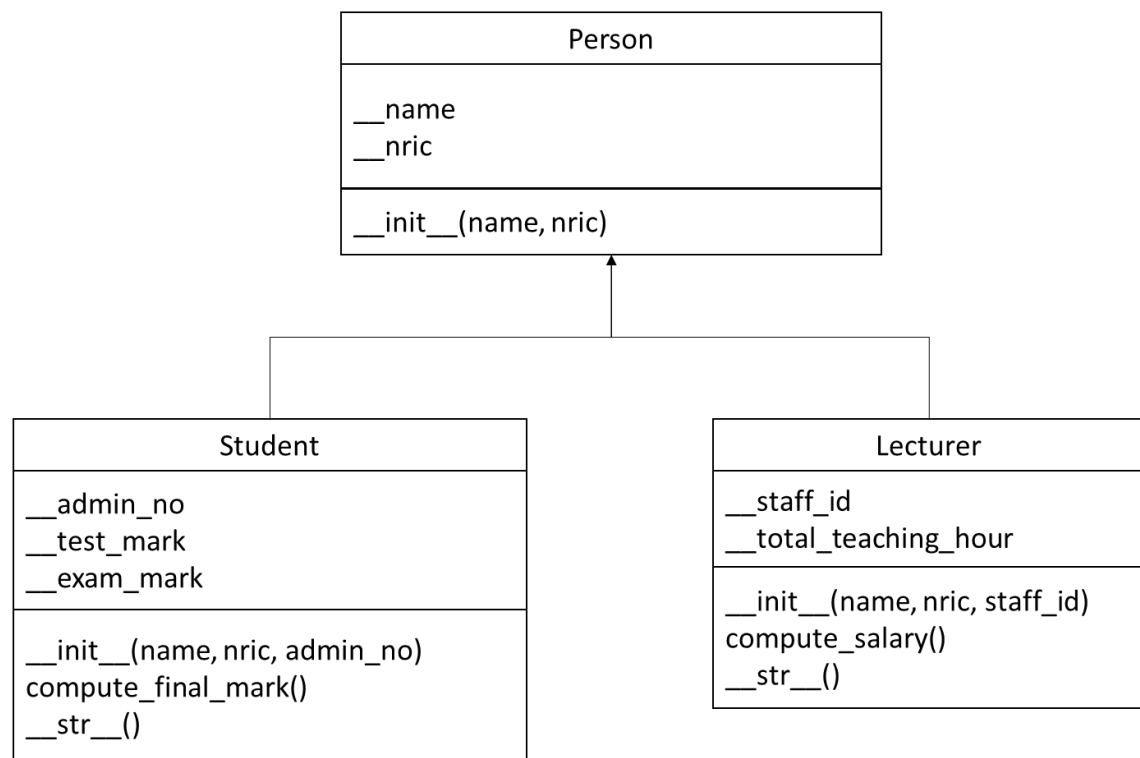 Person
__name
__nric
__init__(name, nric)
Student
__admin_no
__test_mark
__exam_mark
__init__(name, nric, admin_no)
compute_final_mark()
__str__()
Lecturer
__staff_id
__total_teaching_hour
__init__(name, nric, staff_id)
compute_salary()
__str__()